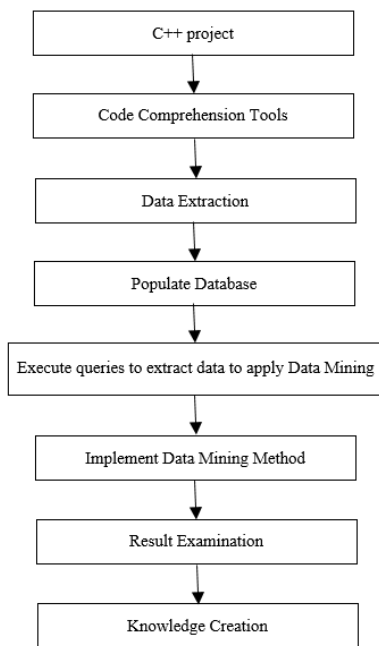 C++ project
Code Comprehension Tools
Data Extraction
Populate Database
Execute queries to extract data to apply Data Mining
Implement Data Mining Method
Result Examination
Knowledge Creation